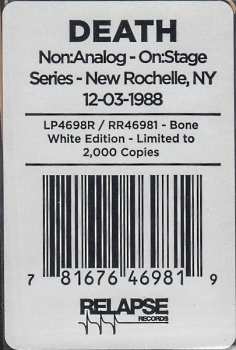 DEATH
Non:Analog - On:Stage
Series - New Rochelle, NY
12-03-1988
LP4698R / RR46981 - Bone
White Edition - Limited to
2,000 Copies
7 81676 46981 9
RELAPSE
RECORDS